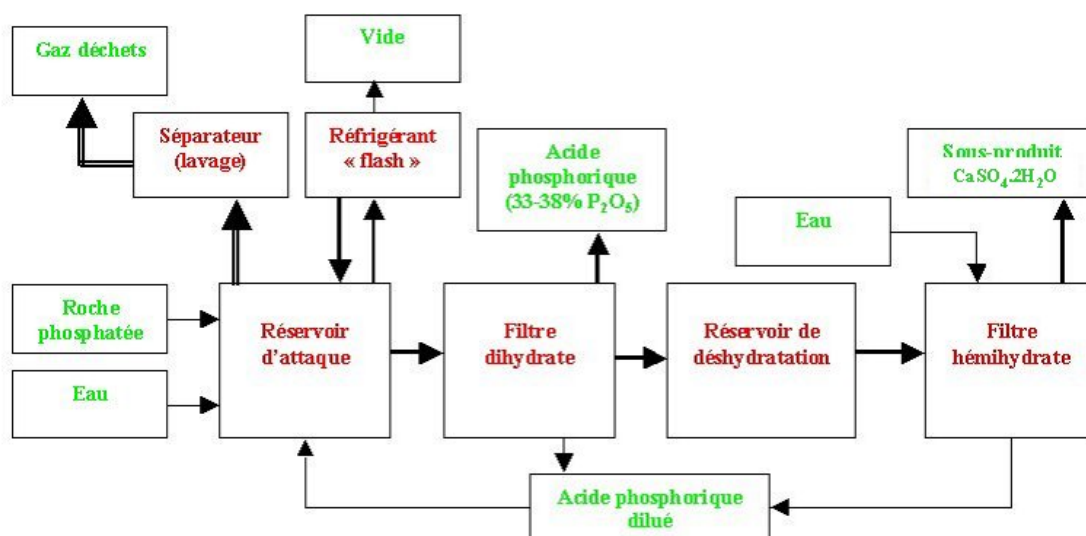 Gaz déchets
Vide
Séparateur
(lavage)
Réfrigérant
« flash »
Acide
phosphorique
(33-38% P₂O₅)
Sous-produit
CaSO₄.2H₂O
Eau
Roche
phosphatée
Eau
Réservoir
d'attaque
Filtre
dihydrate
Réservoir de
déshydratation
Filtre
hémihydrate
Acide phosphorique
dilué